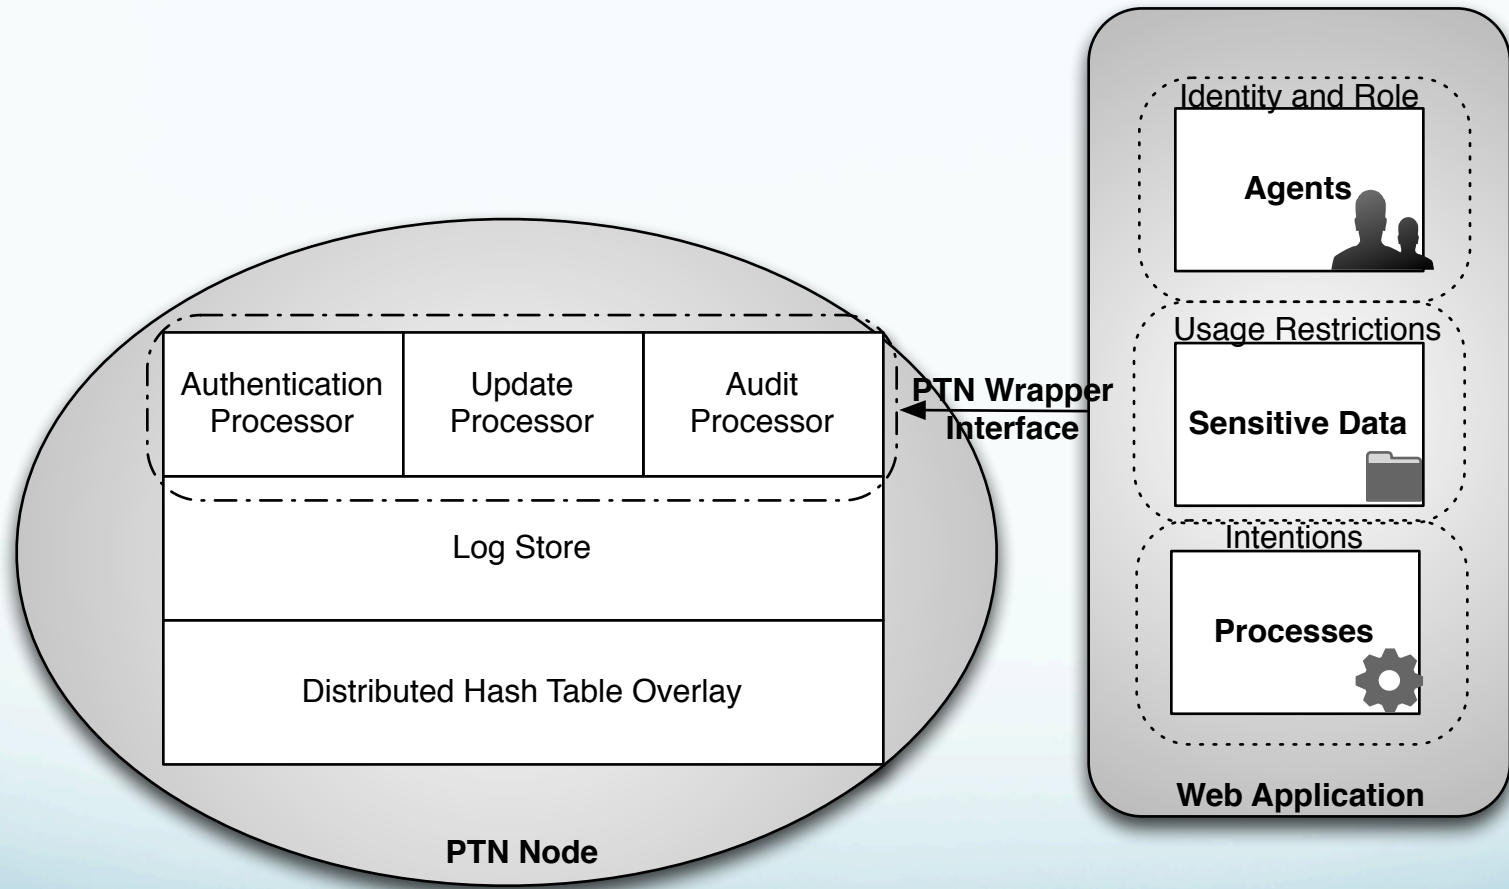 Identity and Role
Agents
Usage Restrictions
Sensitive Data
Intentions
Processes
Web Application
PTN Wrapper
Interface
Authentication
Processor
Update
Processor
Audit
Processor
Log Store
Distributed Hash Table Overlay
PTN Node